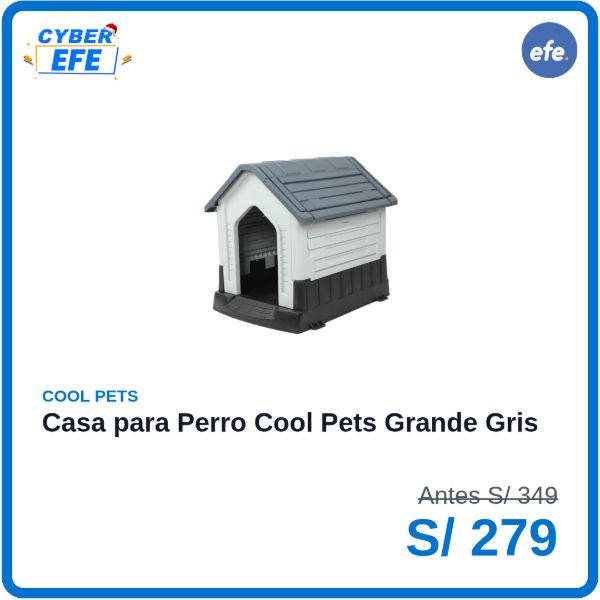 CYBER
EFE
efe.
COOL PETS
Casa para Perro Cool Pets Grande Gris
Antes S/ 349
S/ 279